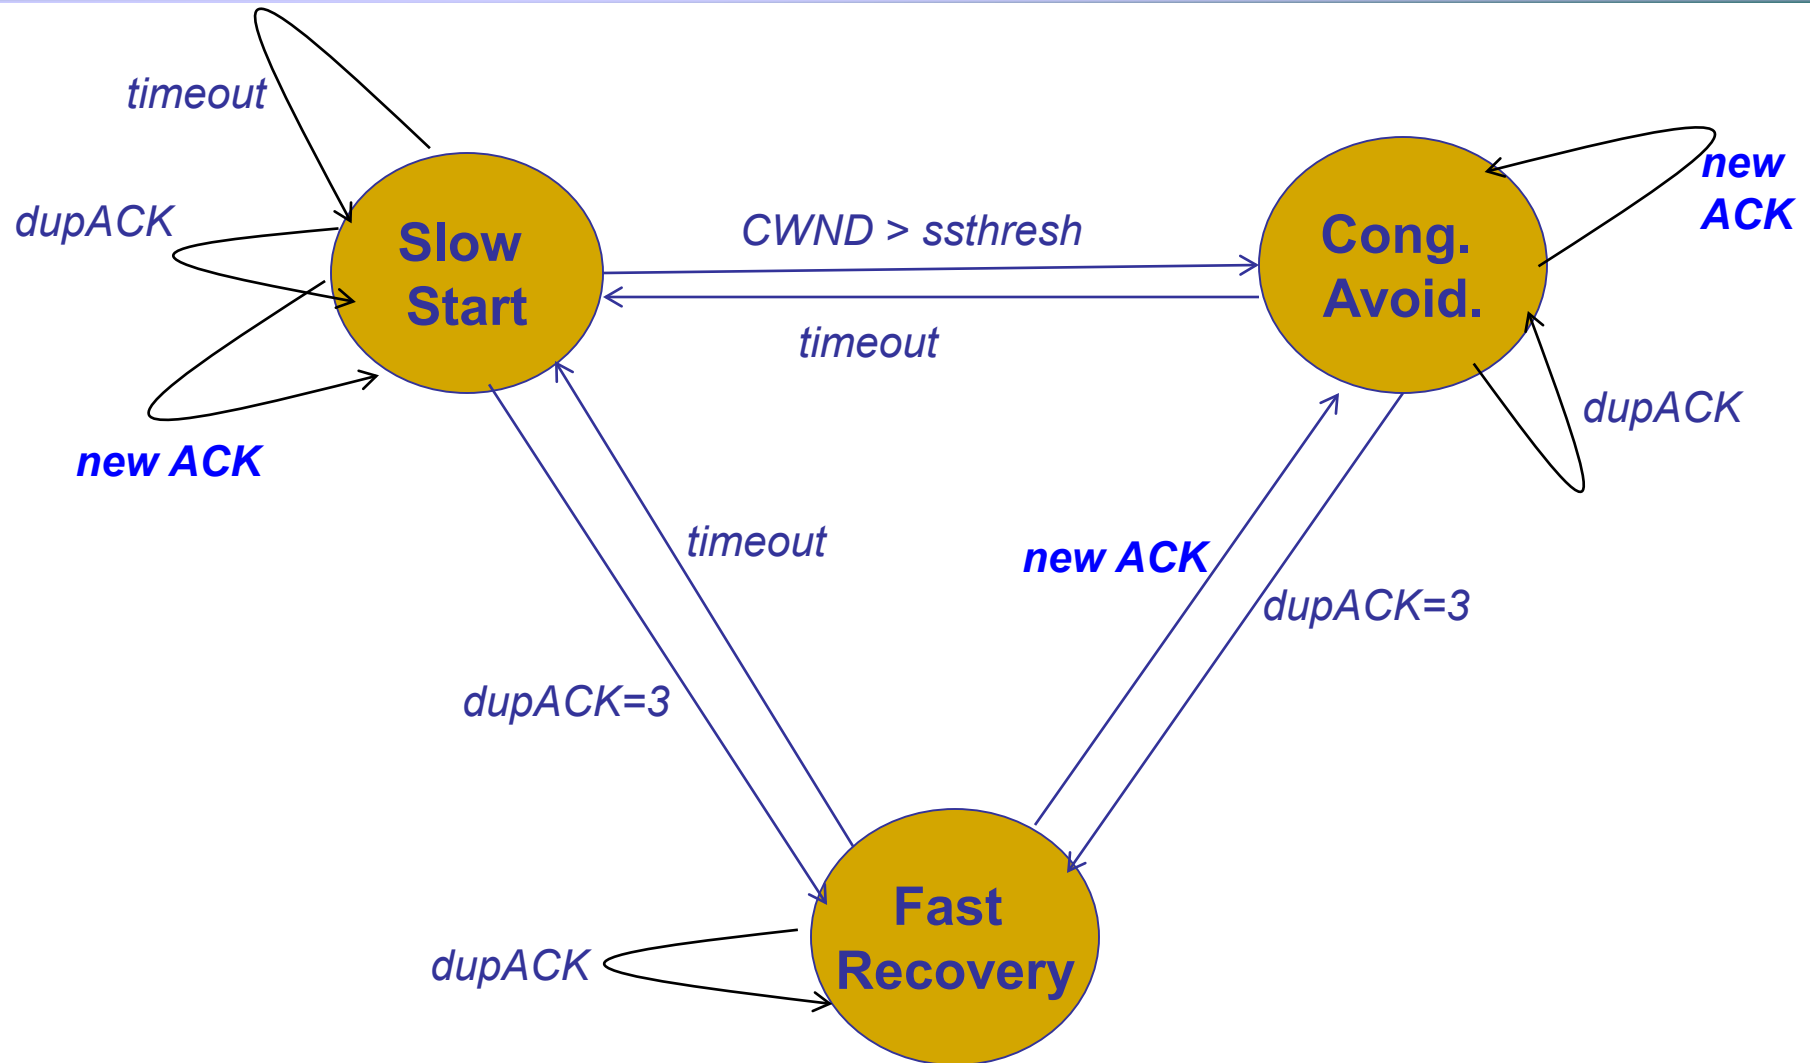 timeout
dupACK
Slow
Start
new ACK
CWND > ssthresh
timeout
Cong.
Avoid.
new
ACK
dupACK
timeout
new ACK
dupACK=3
dupACK=3
Fast
Recovery
dupACK